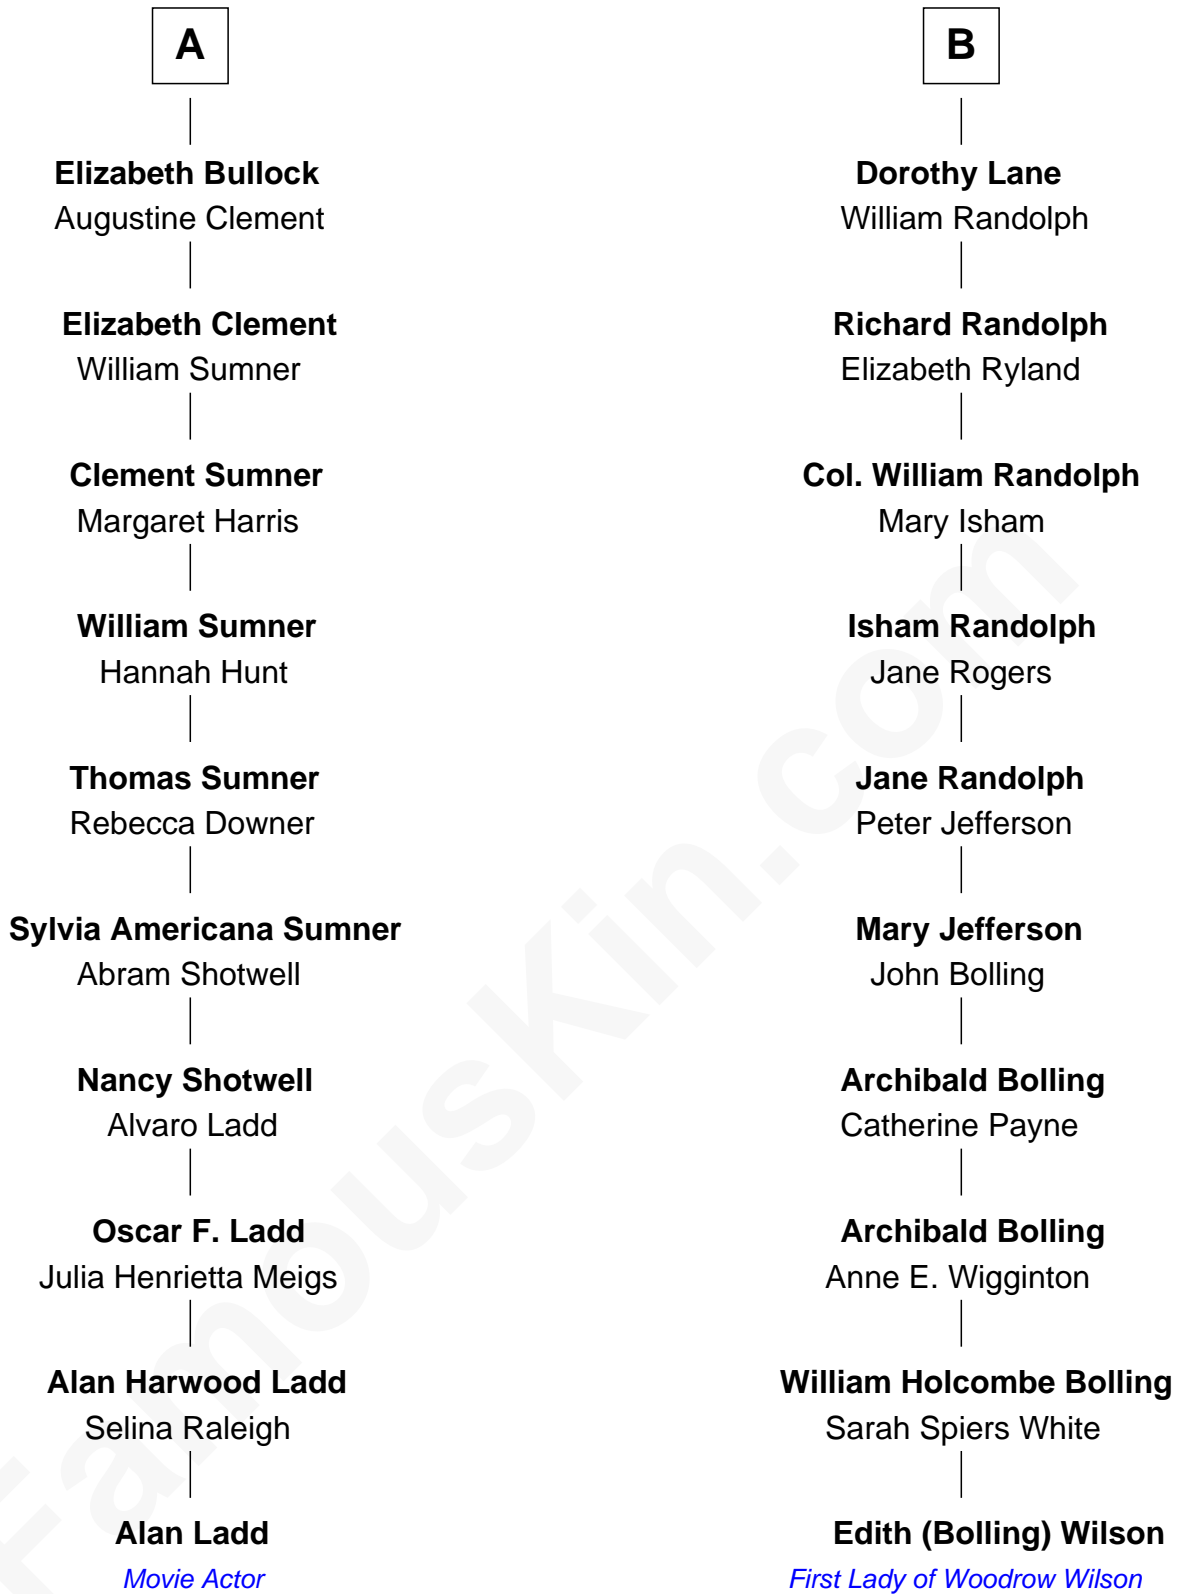 A
Elizabeth Bullock
Augustine Clement
Elizabeth Clement
William Sumner
Clement Sumner
Margaret Harris
William Sumner
Hannah Hunt
Thomas Sumner
Rebecca Downer
Sylvia Americana Sumner
Abram Shotwell
Nancy Shotwell
Alvaro Ladd
Oscar F. Ladd
Julia Henrietta Meigs
Alan Harwood Ladd
Selina Raleigh
Alan Ladd
Movie Actor
B
Dorothy Lane
William Randolph
Richard Randolph
Elizabeth Ryland
Col. William Randolph
Mary Isham
Isham Randolph
Jane Rogers
Jane Randolph
Peter Jefferson
Mary Jefferson
John Bolling
Archibald Bolling
Catherine Payne
Archibald Bolling
Anne E. Wigginton
William Holcombe Bolling
Sarah Spiers White
Edith (Bolling) Wilson
First Lady of Woodrow Wilson
FamousKin.com